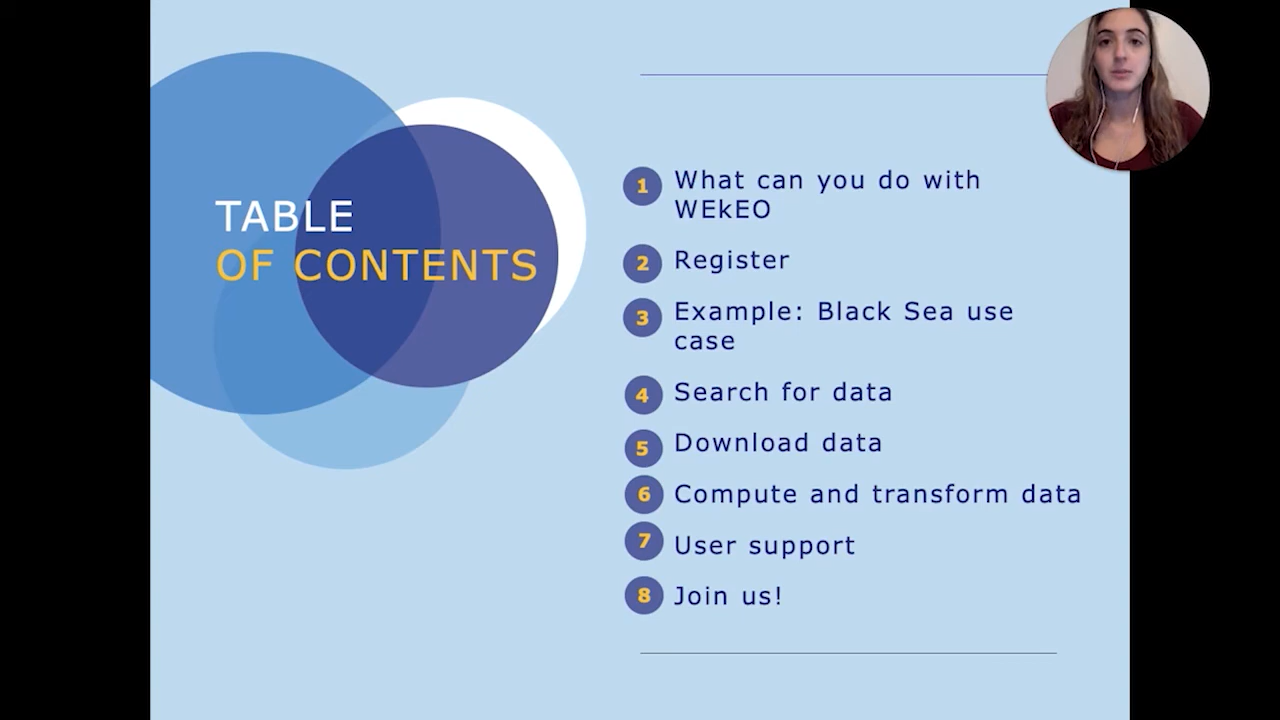 TABLE
OF CONTENTS
1 What can you do with
WEkEO
2 Register
3 Example: Black Sea use
case
4 Search for data
5 Download data
6 Compute and transform data
7 User support
8 Join us!